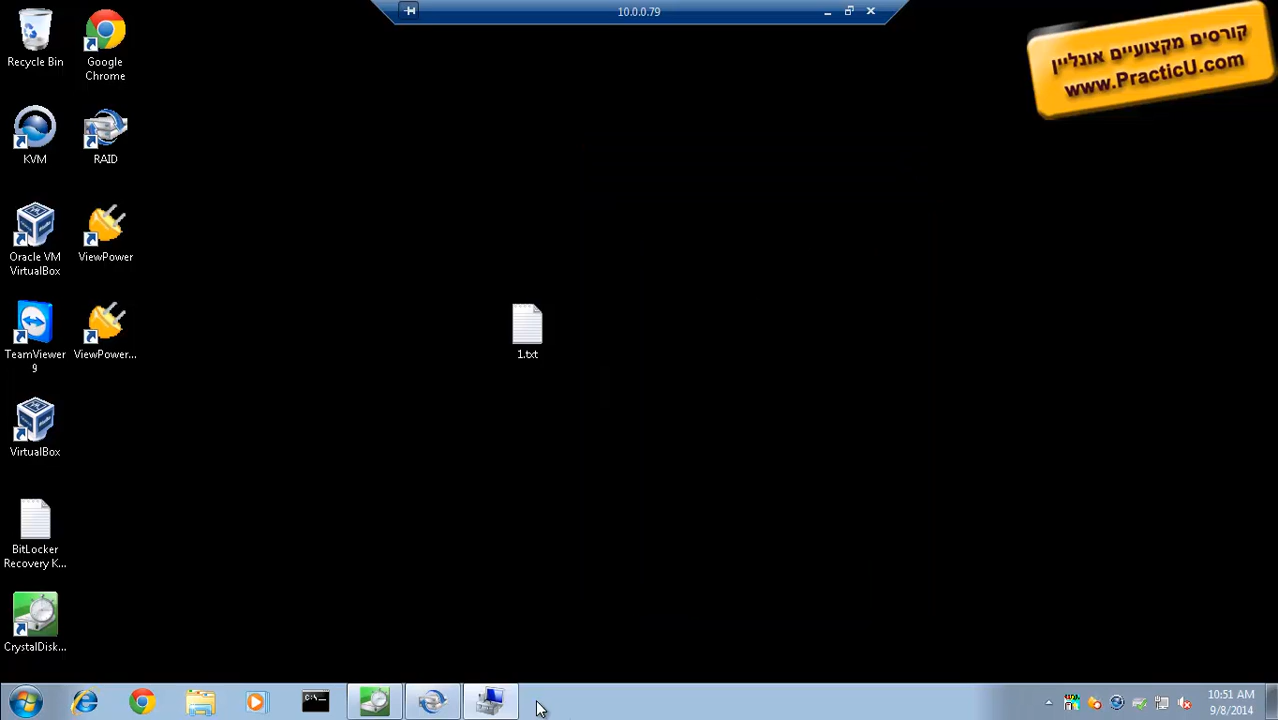 10.0.0.79
קורסים מקצועיים אונליין
www.PracticU.com
Recycle Bin
Google
Chrome
KVM
RAID
Oracle VM
VirtualBox
ViewPower
TeamViewer
9
ViewPower...
1.txt
VirtualBox
BitLocker
Recovery K...
CrystalDisk...
C:\
10:51 AM
9/8/2014